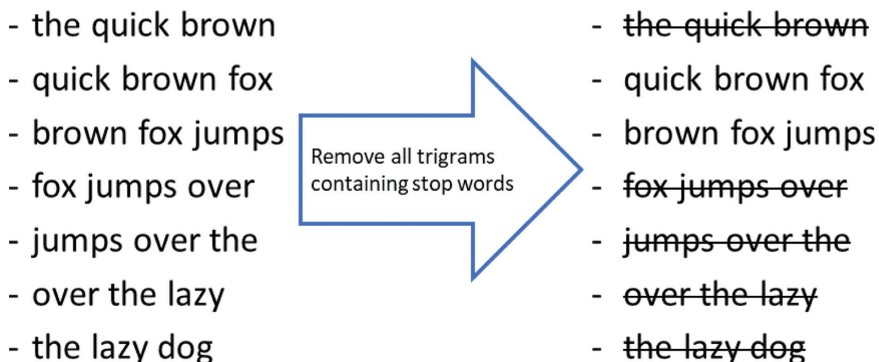 - the quick brown
- quick brown fox
- brown fox jumps
- fox jumps over
- jumps over the
- over the lazy
- the lazy dog
Remove all trigrams
containing stop words
- the quick brown
- quick brown fox
- brown fox jumps
- fox jumps over
- jumps over the
- over the lazy
- the lazy dog